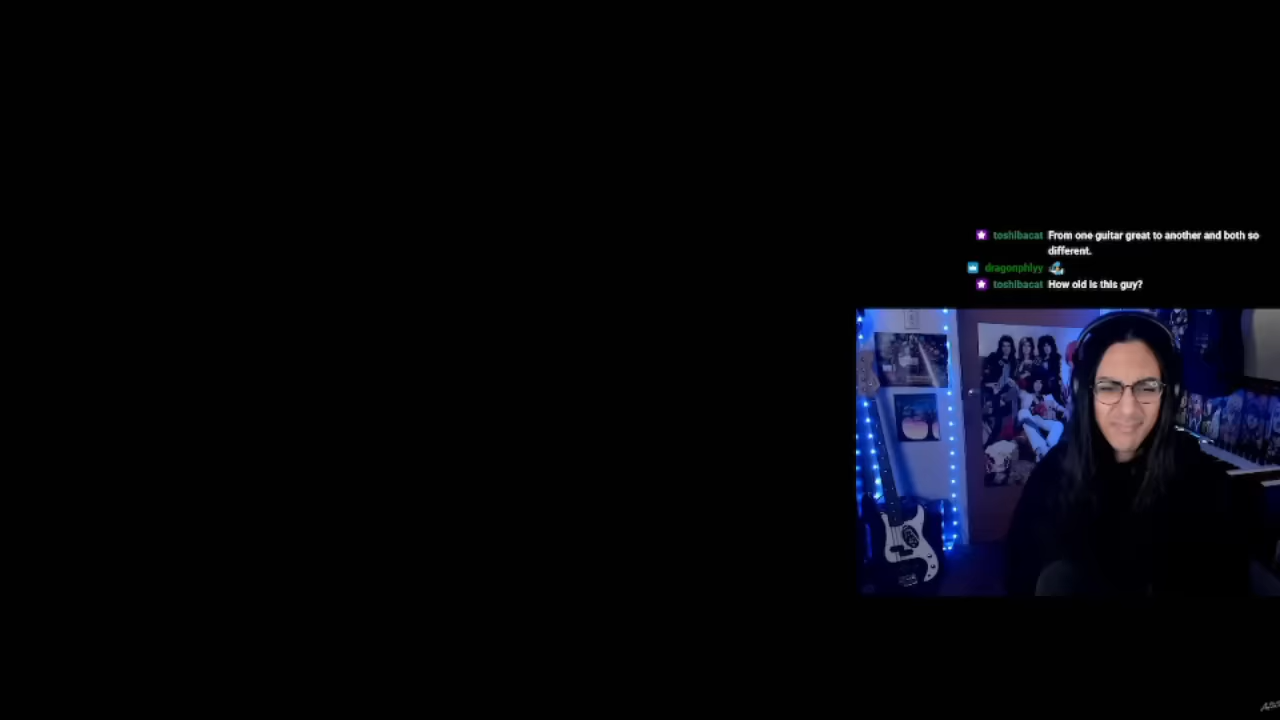 toshibacat From one guitar great to another and both so
different.
dragonphlyy
toshibacat How old is this guy?